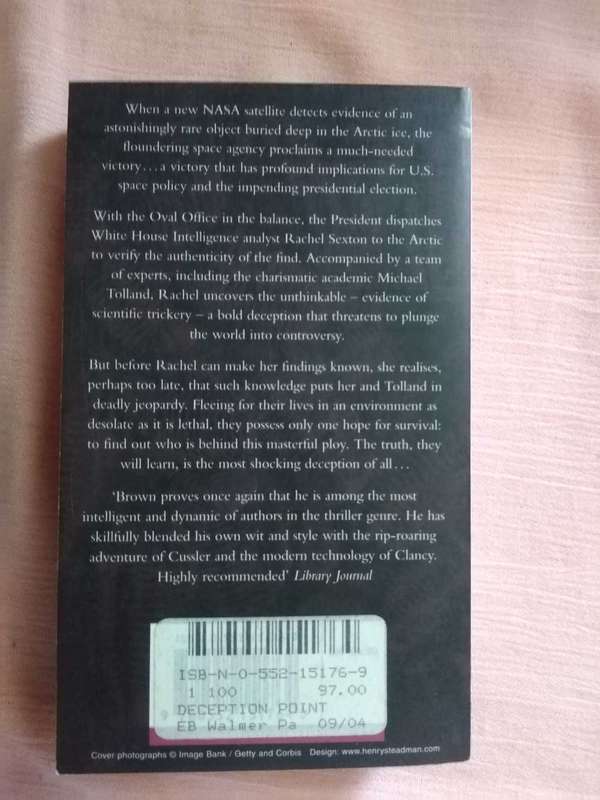 When a new NASA satellite detects evidence of an
astonishingly rare object buried deep in the Arctic ice, the
floundering space agency proclaims a much-needed
victory... a victory that has profound implications for U.S.
space policy and the impending presidential election.
With the Oval Office in the balance, the President dispatches
White House Intelligence analyst Rachel Sexton to the Arctic
to verify the authenticity of the find. Accompanied by a team
of experts, including the charismatic academic Michael
Tolland, Rachel uncovers the unthinkable – evidence of
scientific trickery – a bold deception that threatens to plunge
the world into controversy.
But before Rachel can make her findings known, she realises,
perhaps too late, that such knowledge puts her and Tolland in
deadly jeopardy. Fleeing for their lives in an environment as
desolate as it is lethal, they possess only one hope for survival:
to find out who is behind this masterful ploy. The truth, they
will learn, is the most shocking deception of all...
‘Brown proves once again that he is among the most
intelligent and dynamic of authors in the thriller genre. He has
skillfully blended his own wit and style with the rip-roaring
adventure of Cussler and the modern technology of Clancy.
Highly recommended’ Library Journal
ISB-N-0-552-15176-9
1 100 97.00
DECEPTION POINT
EB Walmer Pa 09/04
Cover photographs © Image Bank / Getty and Corbis Design: www.henrysteadman.com